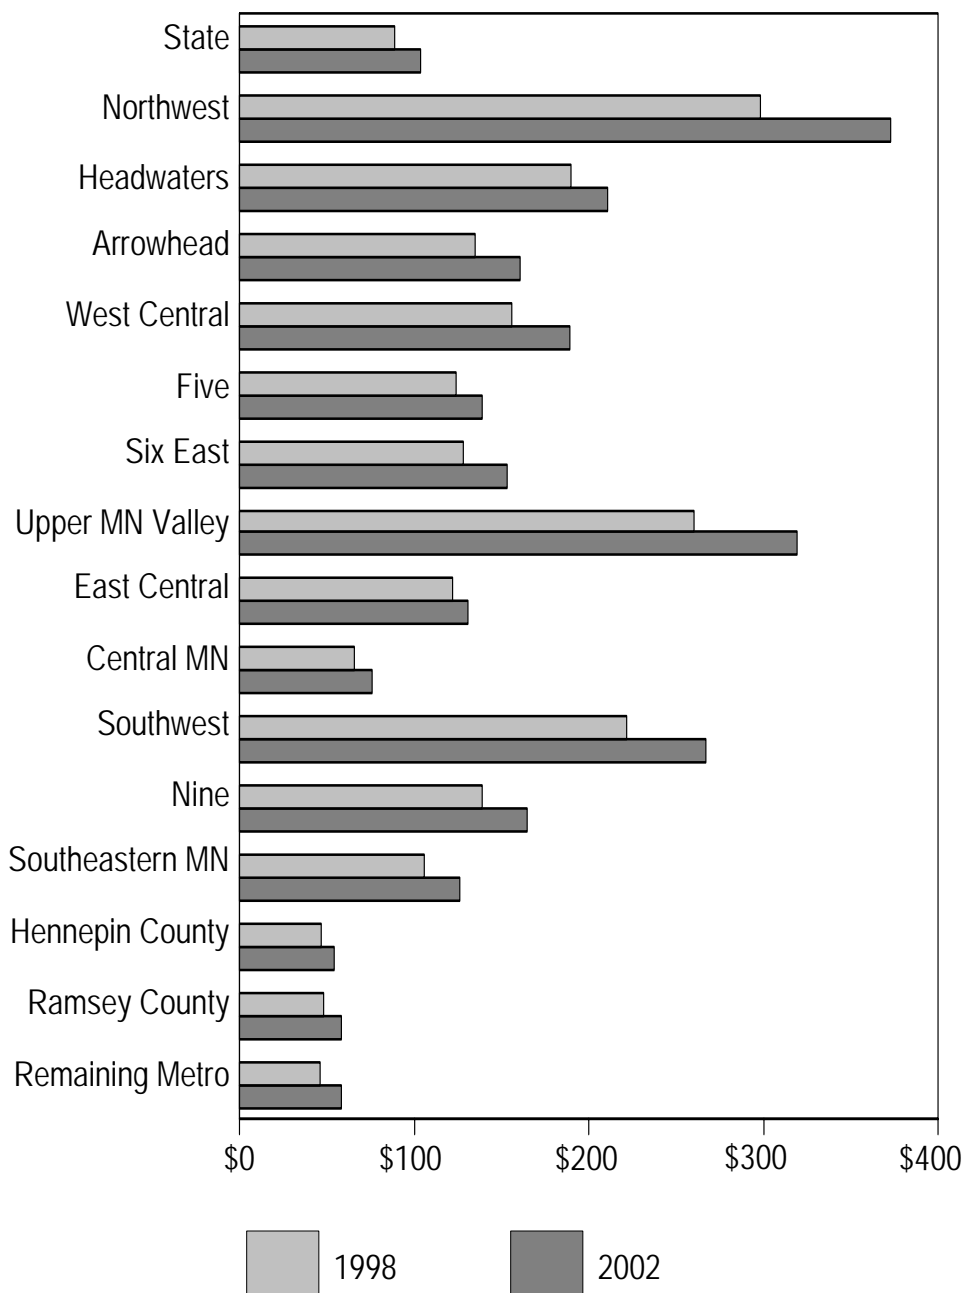 State
Northwest
Headwaters
Arrowhead
West Central
Five
Six East
Upper MN Valley
East Central
Central MN
Southwest
Nine
Southeastern MN
Hennepin County
Ramsey County
Remaining Metro
$0 $100 $200 $300 $400
1998 2002